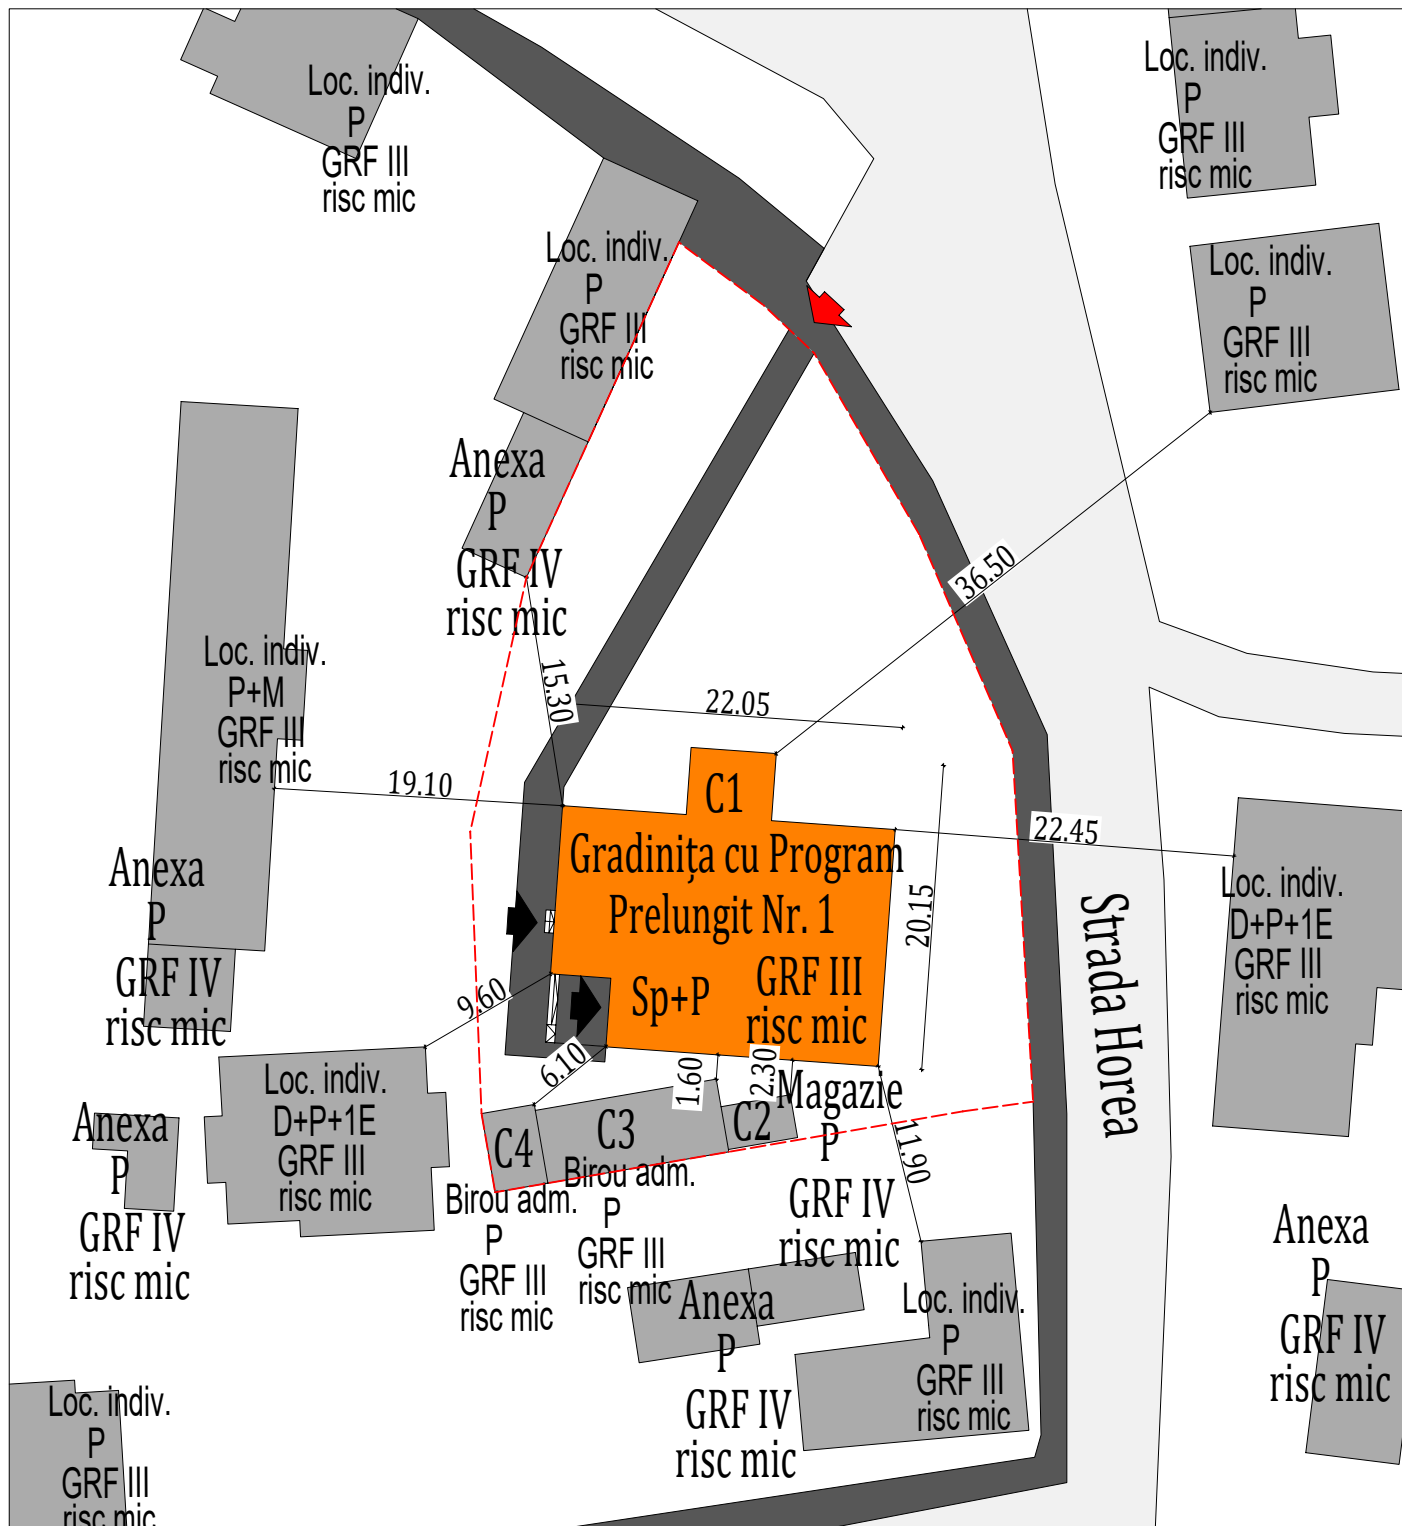 Loc. indiv.
P
GRF III
risc mic
Loc. indiv.
P
GRF III
risc mic
Loc. indiv.
P
GRF III
risc mic
Loc. indiv.
P
GRF III
risc mic
Anexa
P
GRF IV
risc mic
36.50
15.30
22.05
Loc. indiv.
P+M
GRF III
risc mic
19.10
C1
Gradinița cu Program
Prelungit Nr. 1
Sp+P
GRF III
risc mic
20.15
22.45
Strada Horea
Loc. indiv.
D+P+1E
GRF III
risc mic
Anexa
P
GRF IV
risc mic
9.60
6.10
1.60
2.30
Magazie
P
GRF IV
risc mic
11.90
C2
C3
C4
Loc. indiv.
D+P+1E
GRF III
risc mic
Anexa
P
GRF IV
risc mic
Birou adm.
P
GRF III
risc mic
Birou adm.
P
GRF III
risc mic
Anexa
P
GRF IV
risc mic
Loc. indiv.
P
GRF III
risc mic
Anexa
P
GRF IV
risc mic
Loc. indiv.
P
GRF III
risc mic